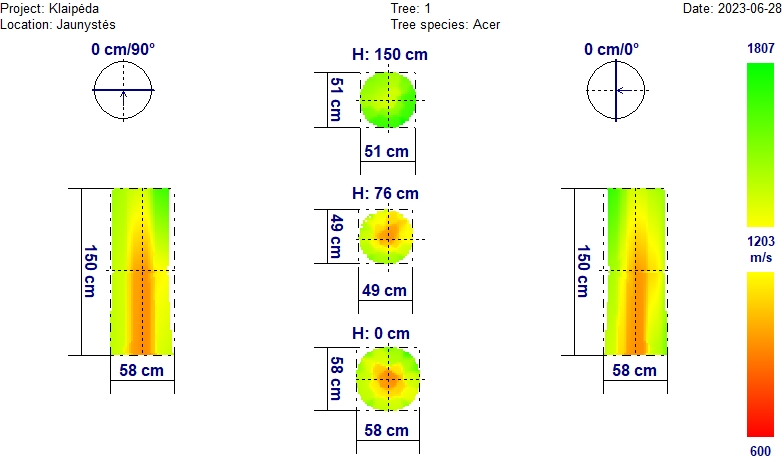 Project: Klaipėda
Tree: 1
Date: 2023-06-28
Location: Jaunystės
Tree species: Acer
0 cm/90°
H: 150 cm
0 cm/0°
1807
51 cm
51 cm
H: 76 cm
49 cm
150 cm
150 cm
1203
m/s
49 cm
H: 0 cm
58 cm
58 cm
58 cm
58 cm
600